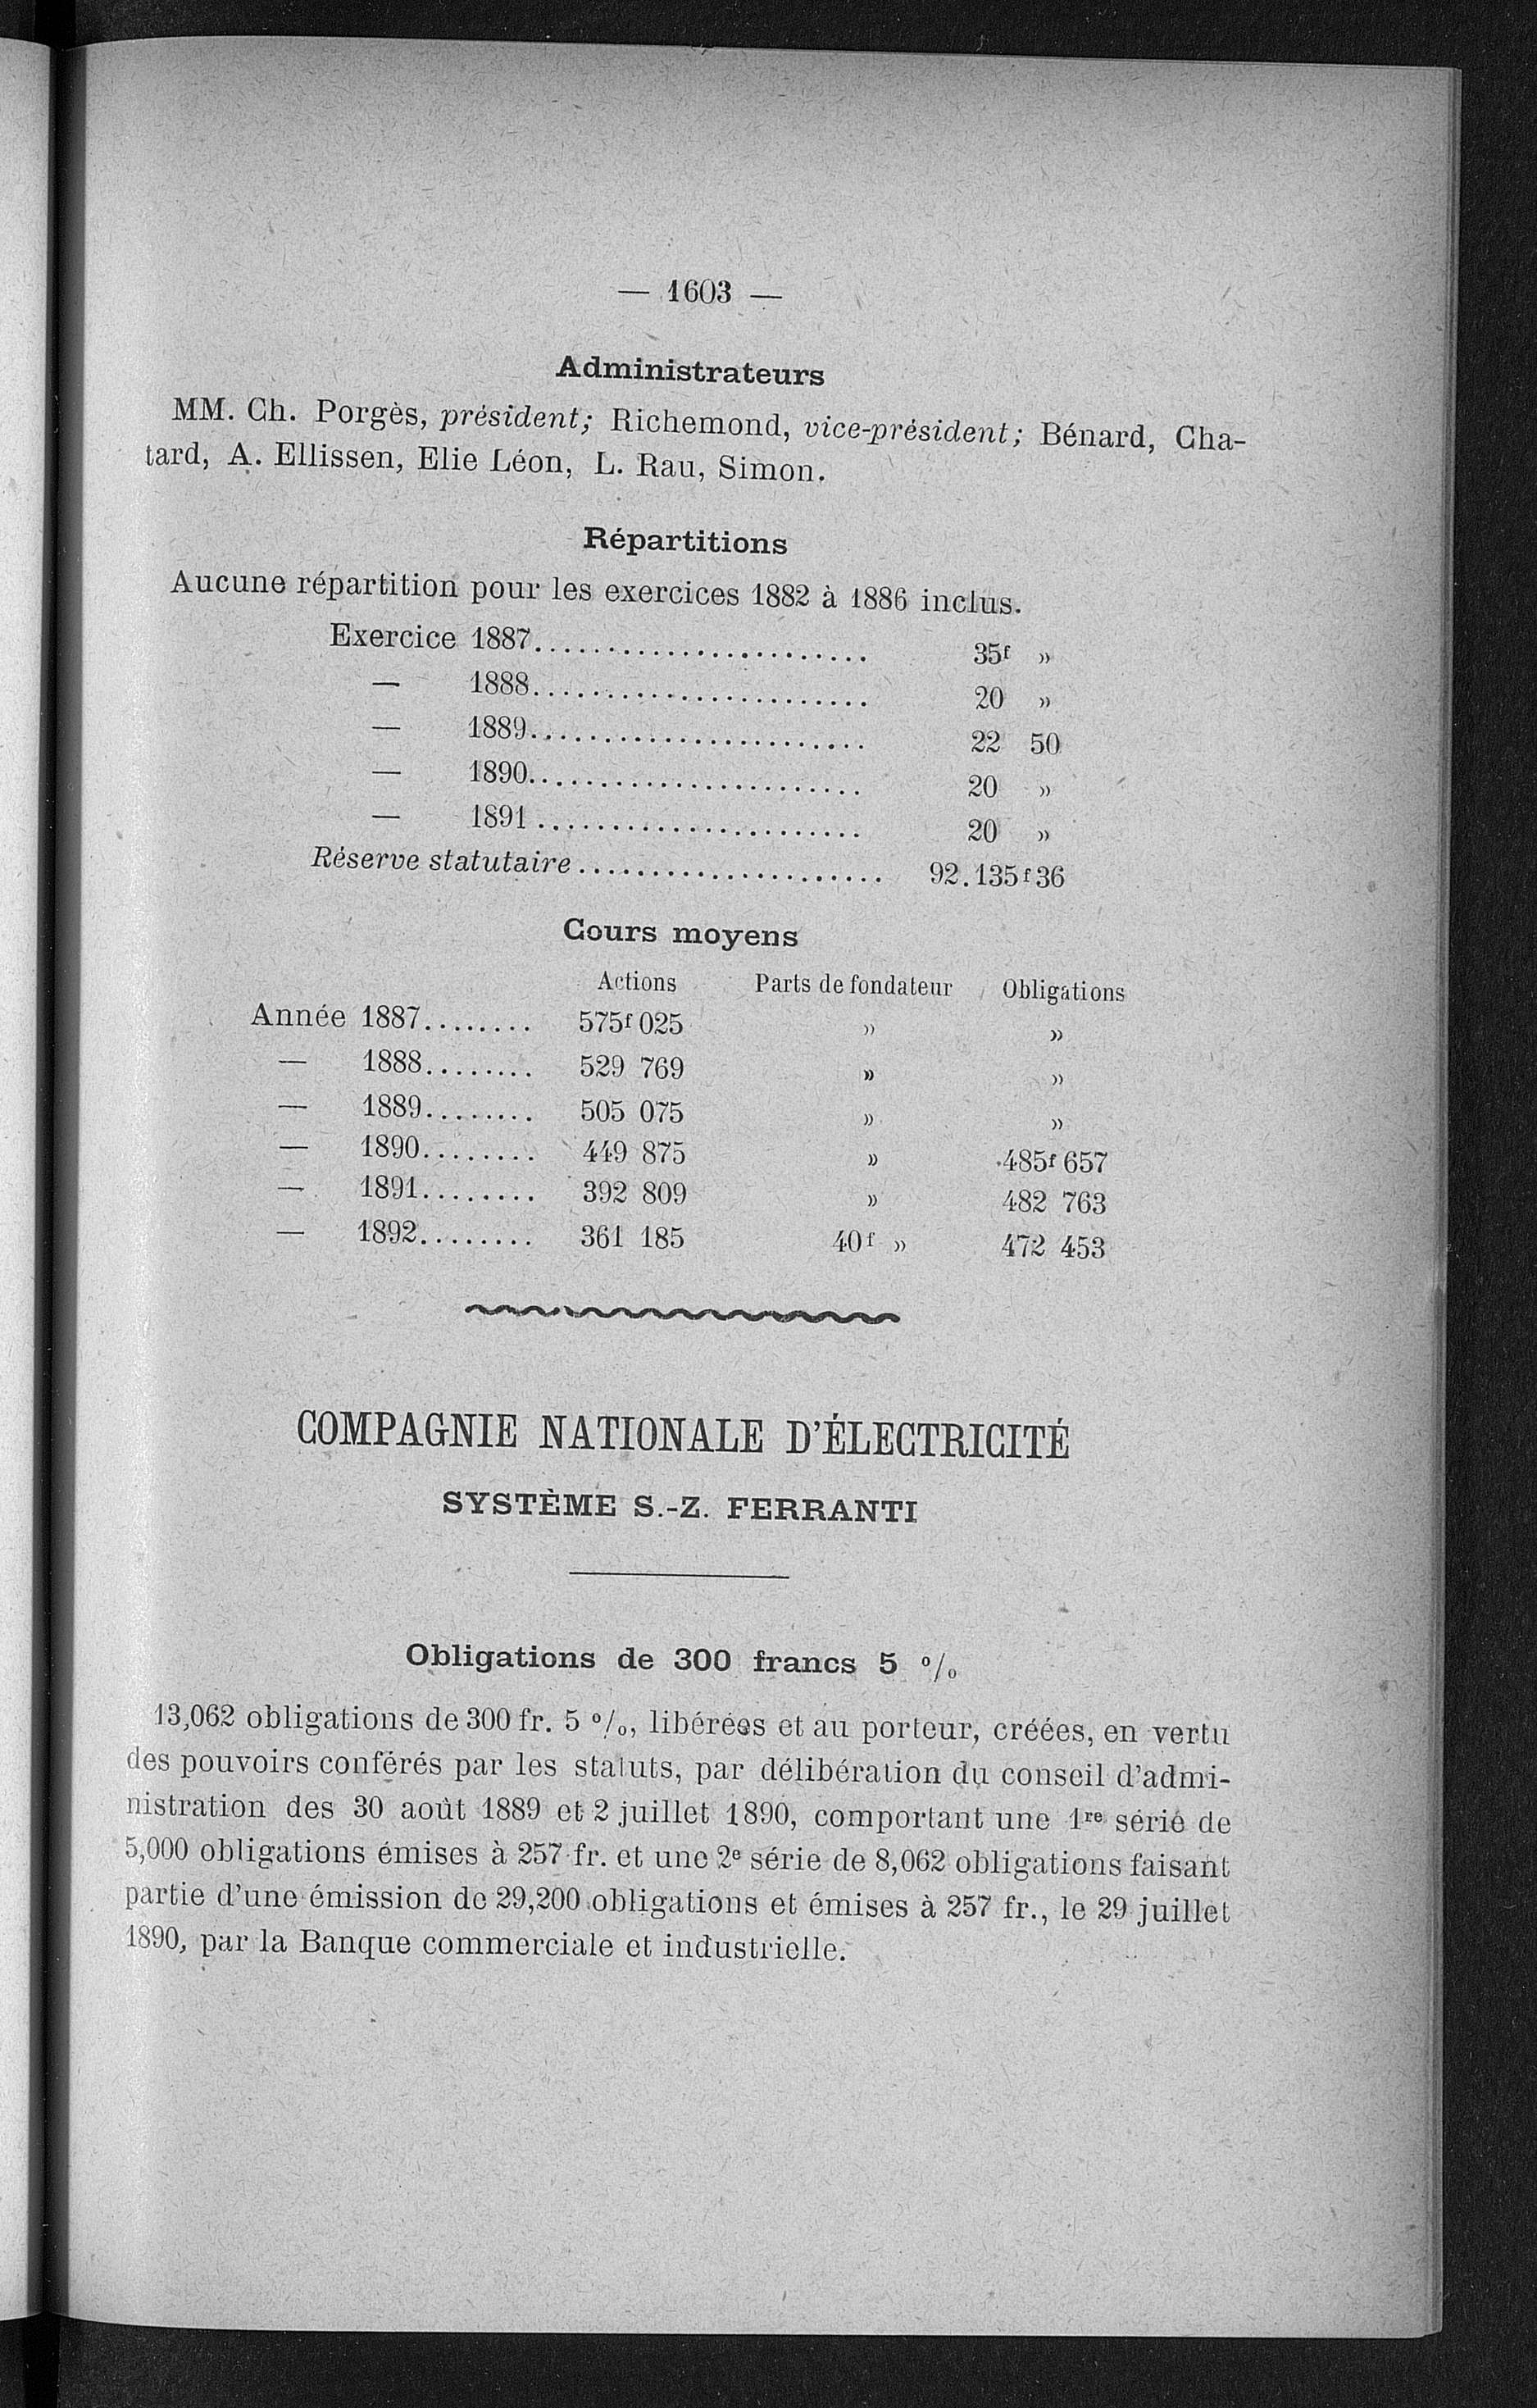 — 1603 —
Administrateurs
MM. Ch. Porgès, président; Richemond, vice-président; Bénard, Cha-
tard, A. Ellissen, Elie Léon, L. Rau, Simon.
Répartitions
Aucune répartition pour les exercices 1882 à 1886 inclus.
Exercice 1887........................ 35f »
— 1888........................ 20 »
— 1889........................ 22 50
— 1890........................ 20 »
— 1891........................ 20 »
Réserve statutaire..................... 92.135f36
Cours moyens
Actions Parts de fondateur Obligations
Année 1887........ 575f025 » »
— 1888........ 529 769 » »
— 1889........ 505 075 » »
— 1890........ 449 875 » 485f657
— 1891........ 392 809 » 482 763
— 1892........ 361 185 40f » 472 453
COMPAGNIE NATIONALE D'ÉLECTRICITÉ
SYSTÈME S.-Z. FERRANTI
Obligations de 300 francs 5 %
13,062 obligations de 300 fr. 5 %, libérées et au porteur, créées, en vertu
des pouvoirs conférés par les statuts, par délibération du conseil d'admi-
nistration des 30 août 1889 et 2 juillet 1890, comportant une 1re série de
5,000 obligations émises à 257 fr. et une 2e série de 8,062 obligations faisant
partie d'une émission de 29,200 obligations et émises à 257 fr., le 29 juillet
1890, par la Banque commerciale et industrielle.